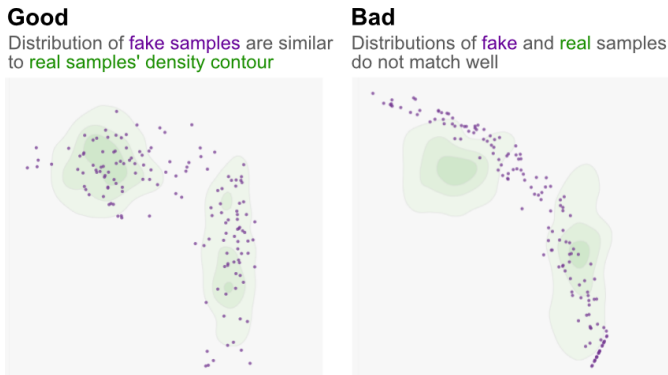 Good
Distribution of fake samples are similar
to real samples' density contour
Bad
Distributions of fake and real samples
do not match well